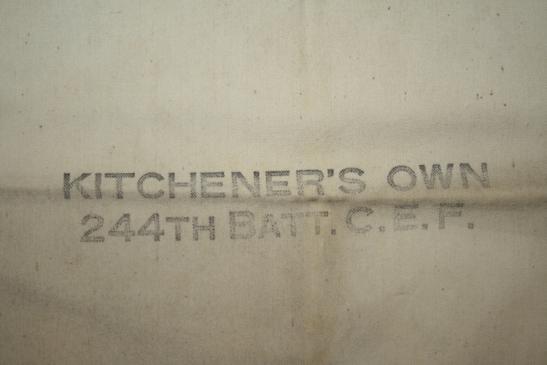 KITCHENER'S OWN
244TH BATT. C.E.F.